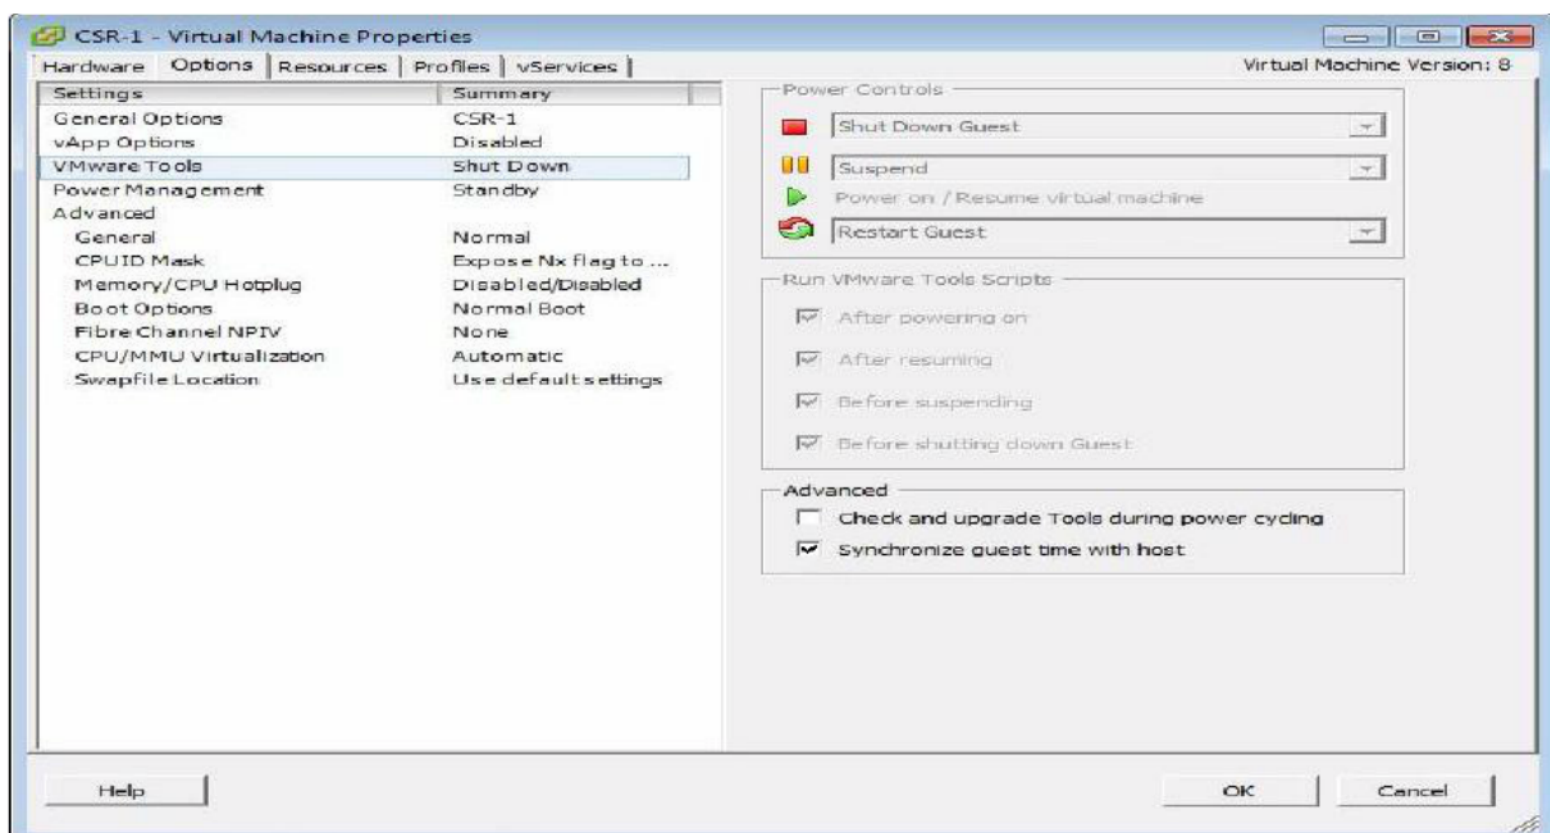 CSR-1 - Virtual Machine Properties
Hardware Options Resources Profiles vServices Virtual Machine Version: 8
Settings Summary
General Options CSR-1
vApp Options Disabled
VMware Tools Shut Down
Power Management Standby
Advanced
General Normal
CPUID Mask Expose Nx flag to ...
Memory/CPU Hotplug Disabled/Disabled
Boot Options Normal Boot
Fibre Channel NPIV None
CPU/MMU Virtualization Automatic
Swapfile Location Use default settings
Power Controls
Shut Down Guest
Suspend
Power on / Resume virtual machine
Restart Guest
Run VMware Tools Scripts
After powering on
After resuming
Before suspending
Before shutting down Guest
Advanced
Check and upgrade Tools during power cycling
Synchronize guest time with host
Help OK Cancel